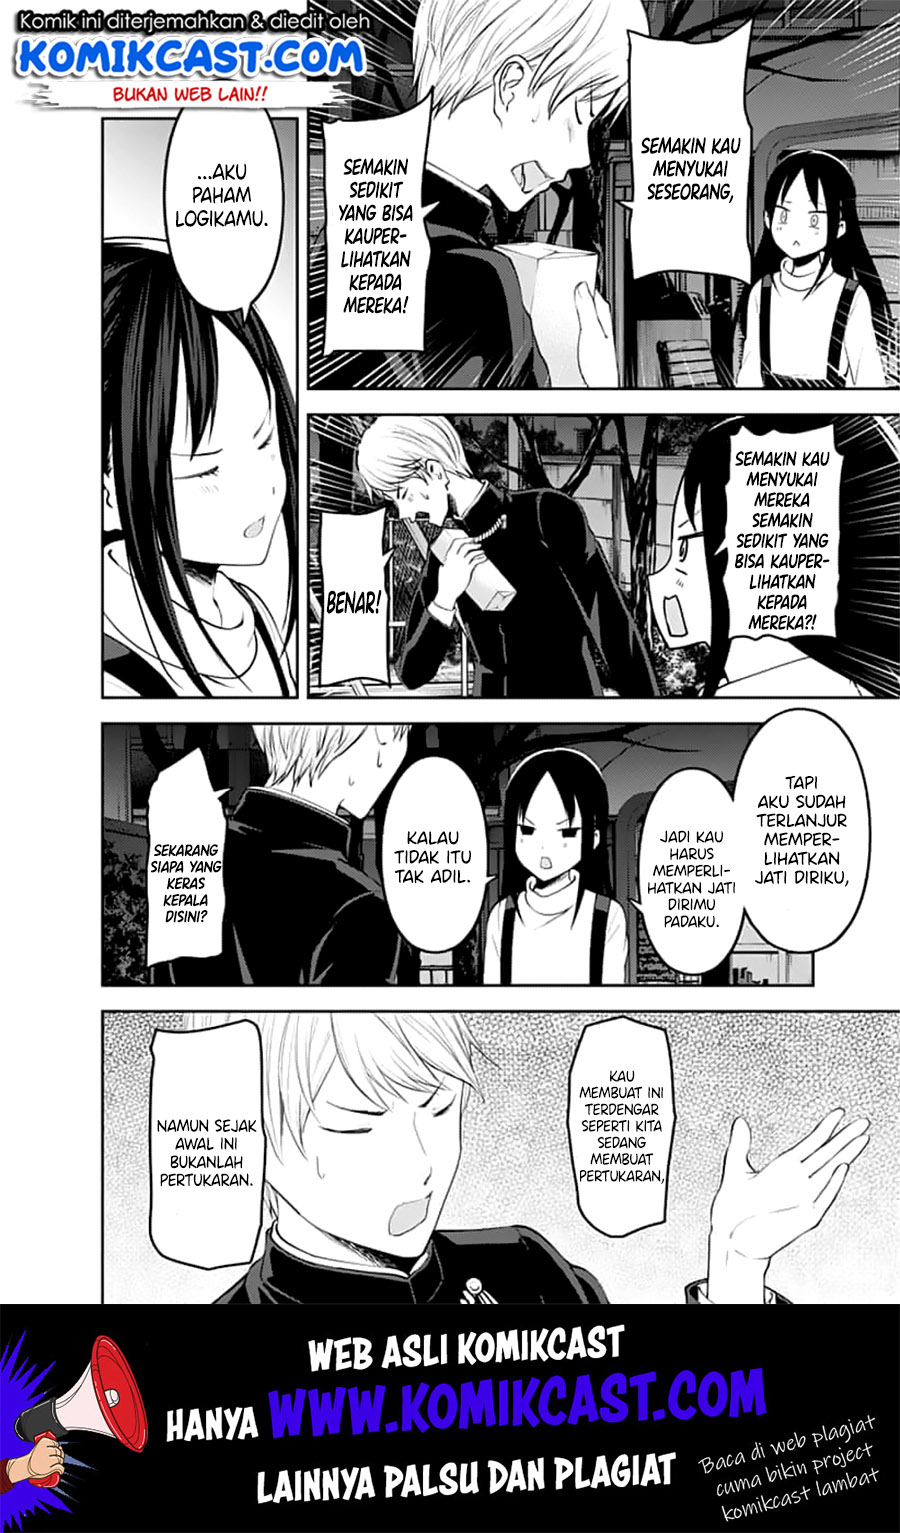 Komik ini diterjemahkan & diedit oleh
KOMIKCAST.COM
BUKAN WEB LAIN!!
SEMAKIN KAU
MENYUKAI
SESEORANG,
SEMAKIN
SEDIKIT
YANG BISA
KAUPER-
LIHATKAN
KEPADA
MEREKA!
...AKU
PAHAM
LOGIKAMU.
SEMAKIN KAU
MENYUKAI
MEREKA
SEMAKIN
SEDIKIT YANG
BISA KAUPER-
LIHATKAN
KEPADA
MEREKA?!
BENAR!
TAPI
AKU SUDAH
TERLANJUR
MEMPER-
LIHATKAN
JATI DIRIKU,
JADI KAU
HARUS
MEMPERLI-
HATKAN JATI
DIRIMU
PADAKU.
KALAU
TIDAK ITU
TAK ADIL.
SEKARANG
SIAPA YANG
KERAS
KEPALA
DISINI?
KAU
MEMBUAT INI
TERDENGAR
SEPERTI KITA
SEDANG
MEMBUAT
PERTUKARAN,
NAMUN SEJAK
AWAL INI
BUKANLAH
PERTUKARAN.
WEB ASLI KOMIKCAST
HANYA WWW.KOMIKCAST.COM
LAINNYA PALSU DAN PLAGIAT
Baca di web plagiat
cuma bikin project
komikcast lambat